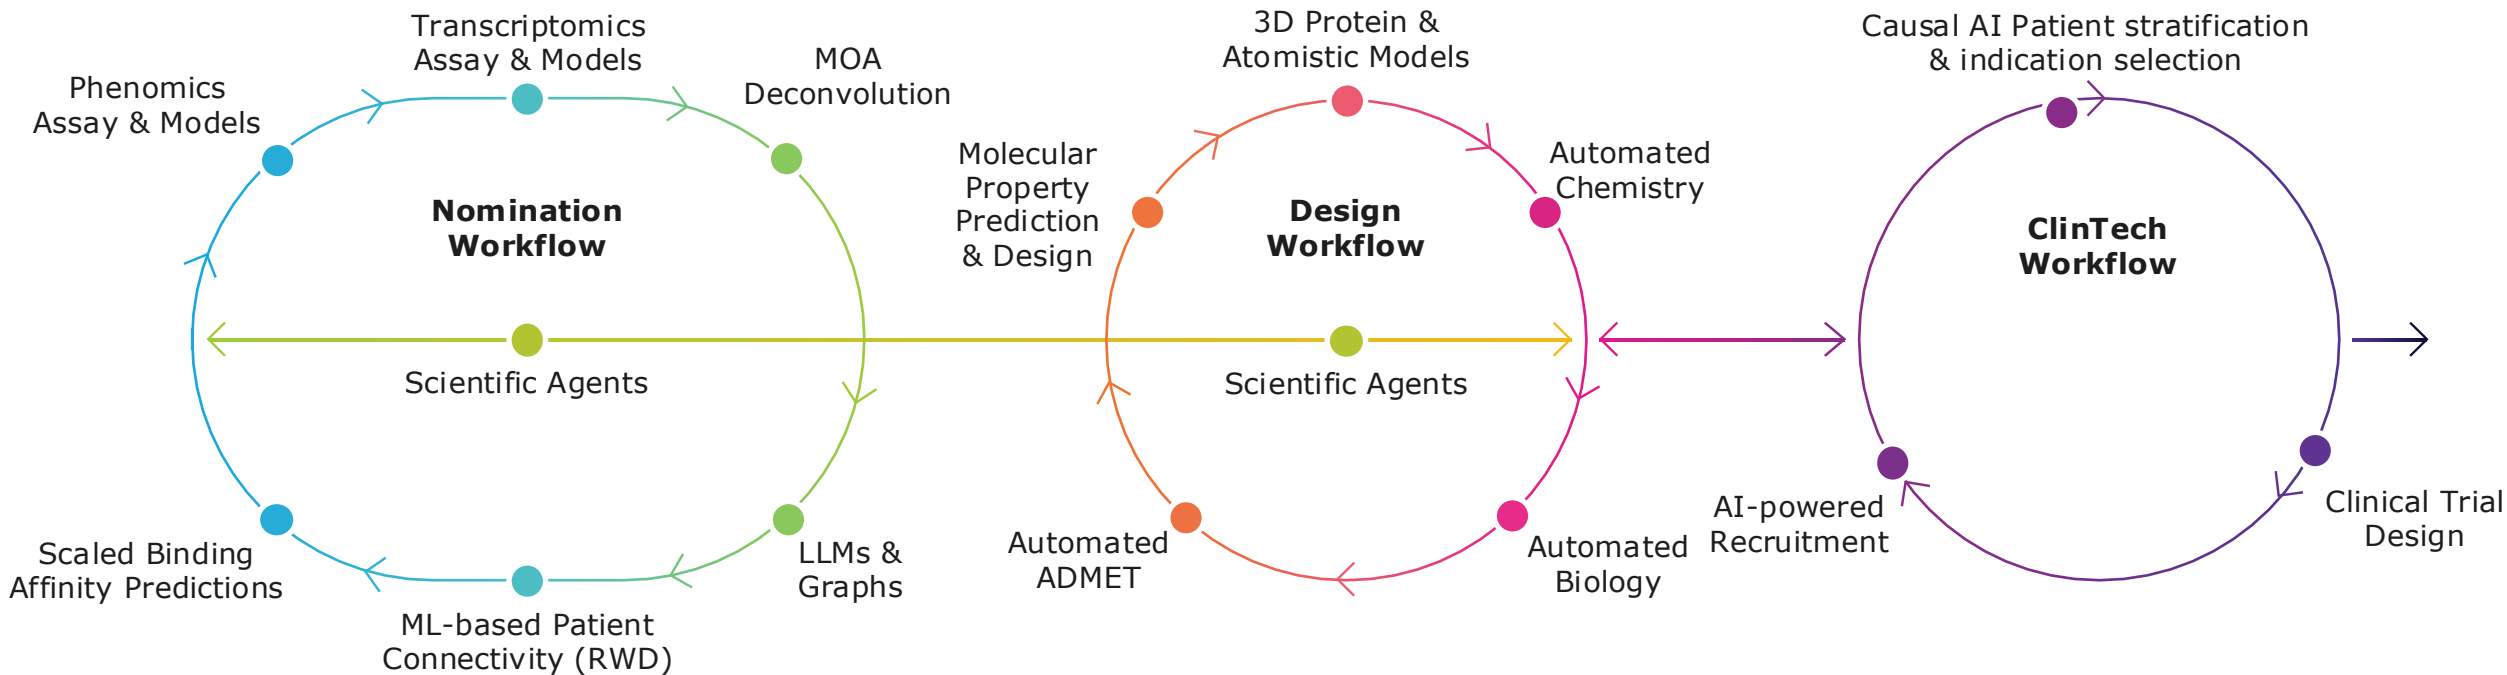 Transcriptomics
Assay & Models
Phenomics
Assay & Models
MOA
Deconvolution
Nomination
Workflow
Scientific Agents
Scaled Binding
Affinity Predictions
ML-based Patient
Connectivity (RWD)
LLMs &
Graphs
3D Protein &
Atomistic Models
Molecular
Property
Prediction
& Design
Automated
Chemistry
Design
Workflow
Scientific Agents
Automated
ADMET
Automated
Biology
Causal AI Patient stratification
& indication selection
ClinTech
Workflow
AI-powered
Recruitment
Clinical Trial
Design